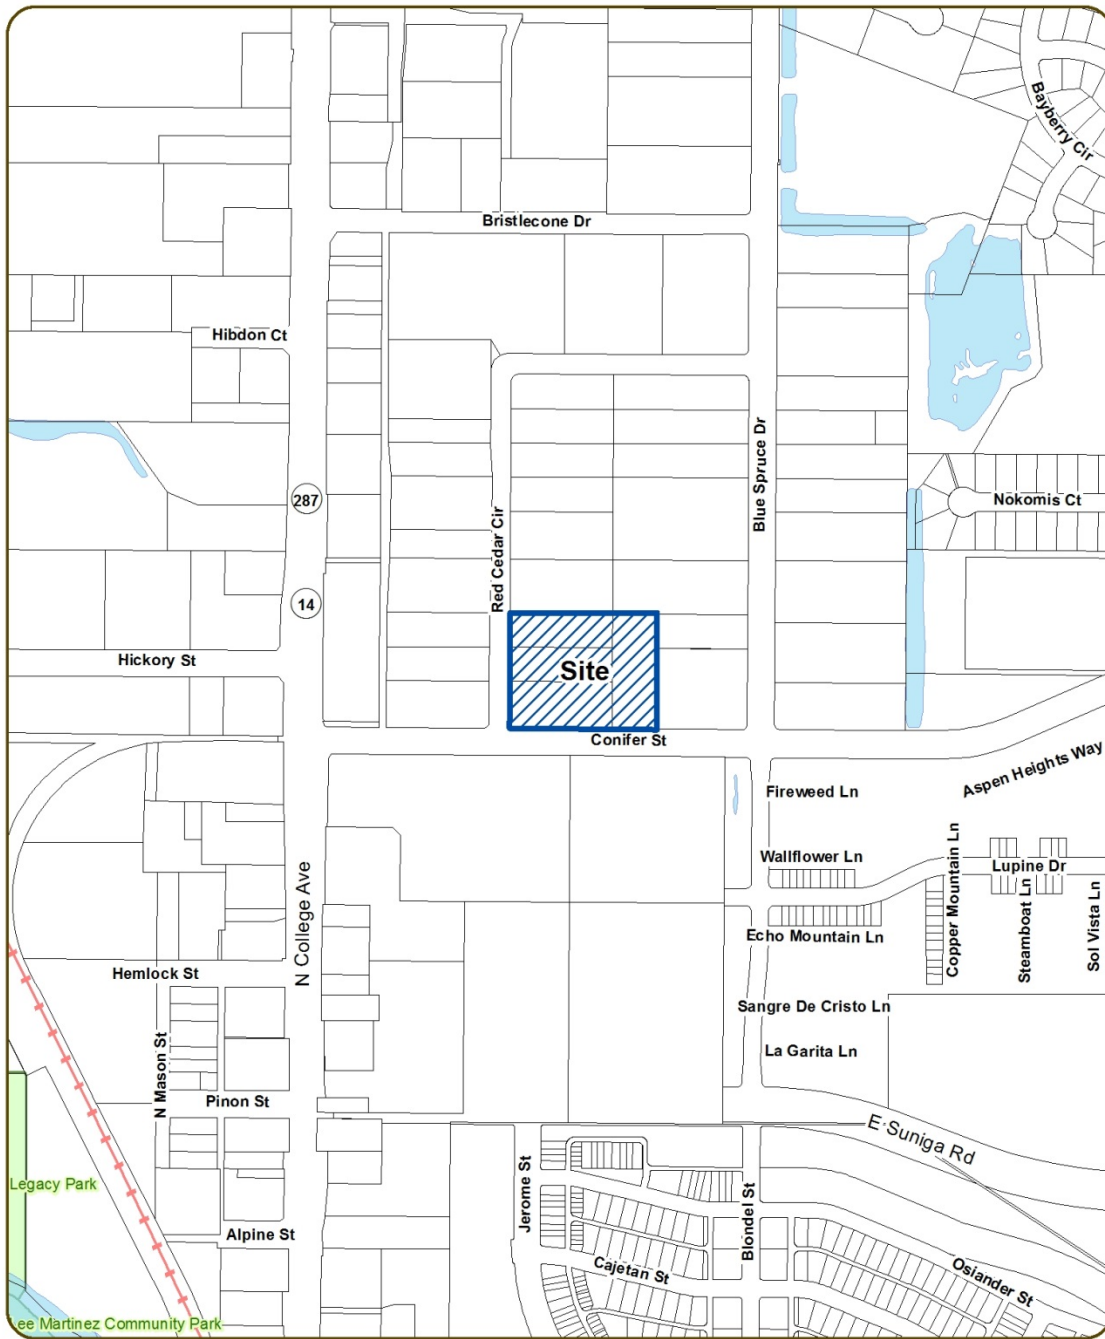 Bayberry Cir
Bristlecone Dr
Hibdon Ct
Blue Spruce Dr
287
Nokomis Ct
Red Cedar Cir
14
Hickory St
Site
Conifer St
Aspen Heights Way
Fireweed Ln
Wallflower Ln
Lupine Dr
N College Ave
Copper Mountain Ln
Steamboat Ln
Sol Vista Ln
Echo Mountain Ln
Hemlock St
Sangre De Cristo Ln
La Garita Ln
N Mason St
Pinon St
E Suniga Rd
Legacy Park
Jerome St
Blondel St
Alpine St
Cajetan St
Osiander St
ee Martinez Community Park